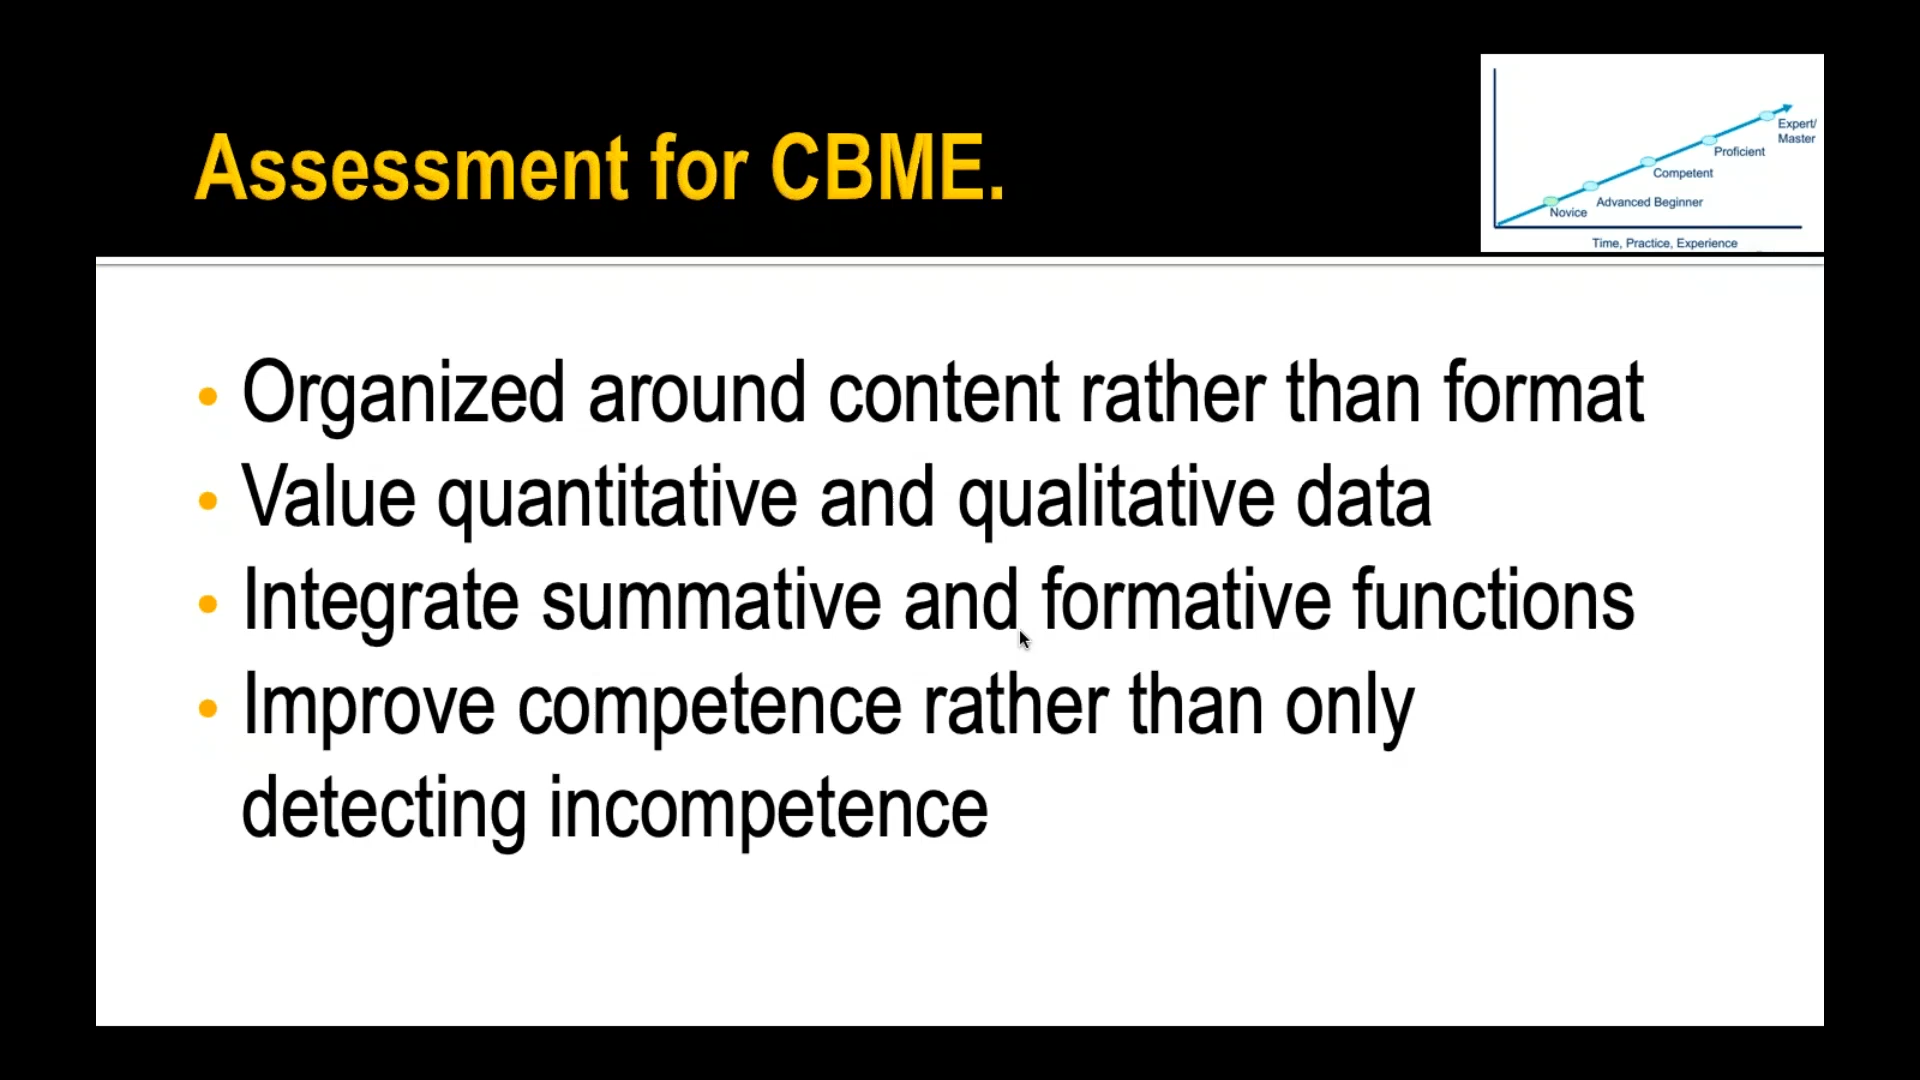 Assessment for CBME.
Expert/
Master
Proficient
Competent
Advanced Beginner
Novice
Time, Practice, Experience
• Organized around content rather than format
• Value quantitative and qualitative data
• Integrate summative and formative functions
• Improve competence rather than only
detecting incompetence